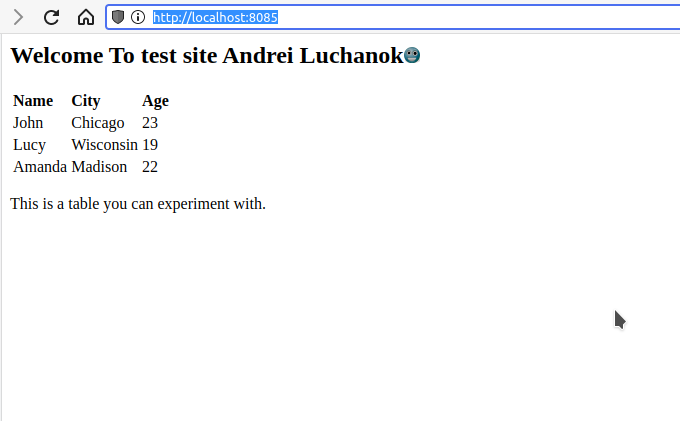 http://localhost:8085
Welcome To test site Andrei Luchanok
Name City Age
John Chicago 23
Lucy Wisconsin 19
Amanda Madison 22
This is a table you can experiment with.